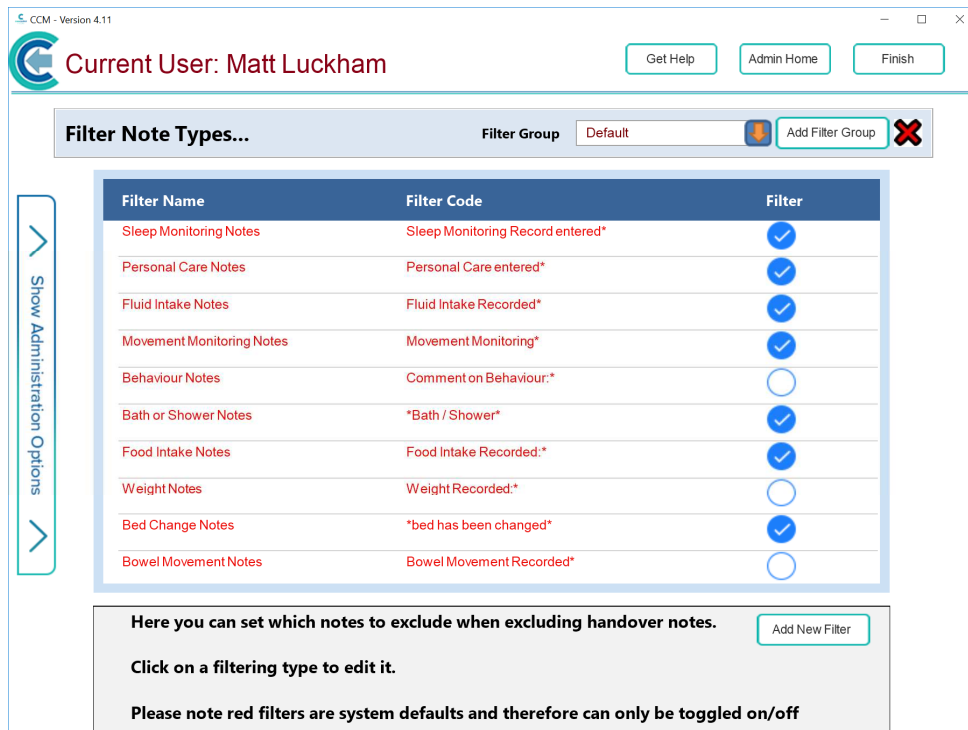 CCM - Version 4.11
Current User: Matt Luckham
Get Help
Admin Home
Finish
Filter Note Types...
Filter Group
Default
Add Filter Group
Show Administration Options
Filter Name Filter Code Filter
Sleep Monitoring Notes Sleep Monitoring Record entered*
Personal Care Notes Personal Care entered*
Fluid Intake Notes Fluid Intake Recorded*
Movement Monitoring Notes Movement Monitoring*
Behaviour Notes Comment on Behaviour:*
Bath or Shower Notes *Bath / Shower*
Food Intake Notes Food Intake Recorded:*
Weight Notes Weight Recorded:*
Bed Change Notes *bed has been changed*
Bowel Movement Notes Bowel Movement Recorded*
Here you can set which notes to exclude when excluding handover notes.
Add New Filter
Click on a filtering type to edit it.
Please note red filters are system defaults and therefore can only be toggled on/off